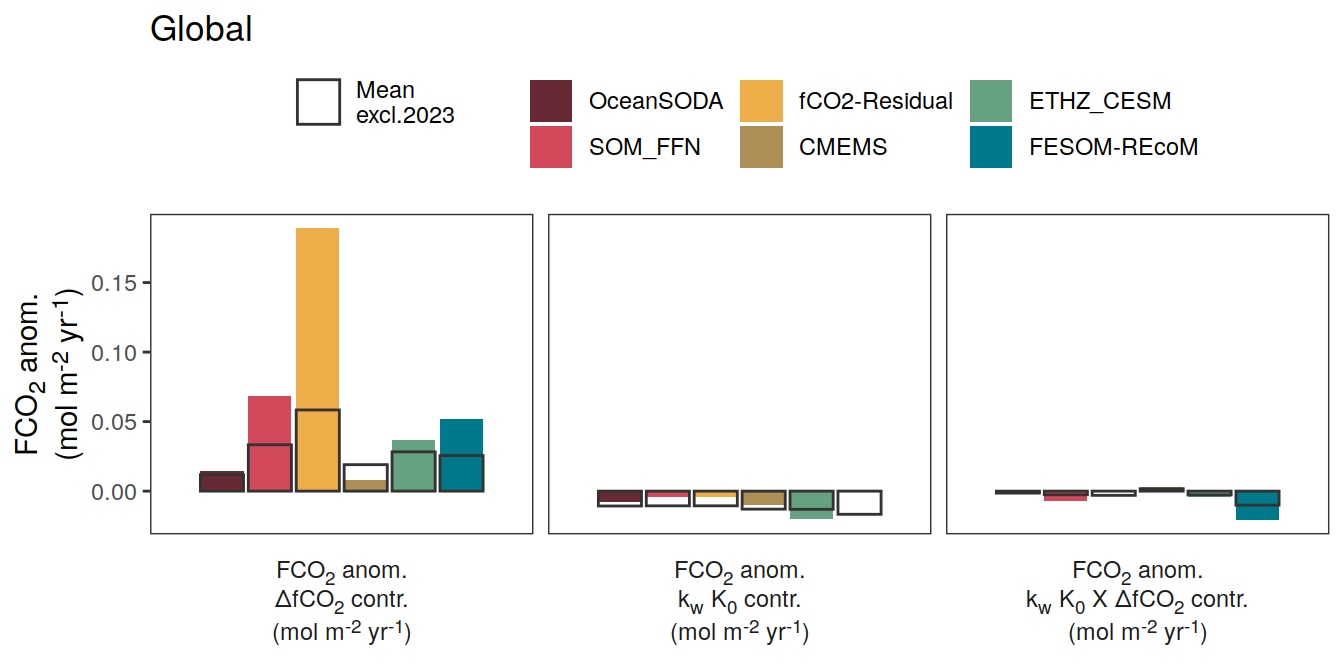 Global
Mean
excl.2023
OceanSODA
SOM_FFN
fCO2-Residual
CMEMS
ETHZ_CESM
FESOM-REcoM
FCO₂ anom.
(mol m⁻² yr⁻¹)
0.15
0.10
0.05
0.00
FCO₂ anom.
ΔfCO₂ contr.
(mol m⁻² yr⁻¹)
FCO₂ anom.
k_w K₀ contr.
(mol m⁻² yr⁻¹)
FCO₂ anom.
k_w K₀ X ΔfCO₂ contr.
(mol m⁻² yr⁻¹)